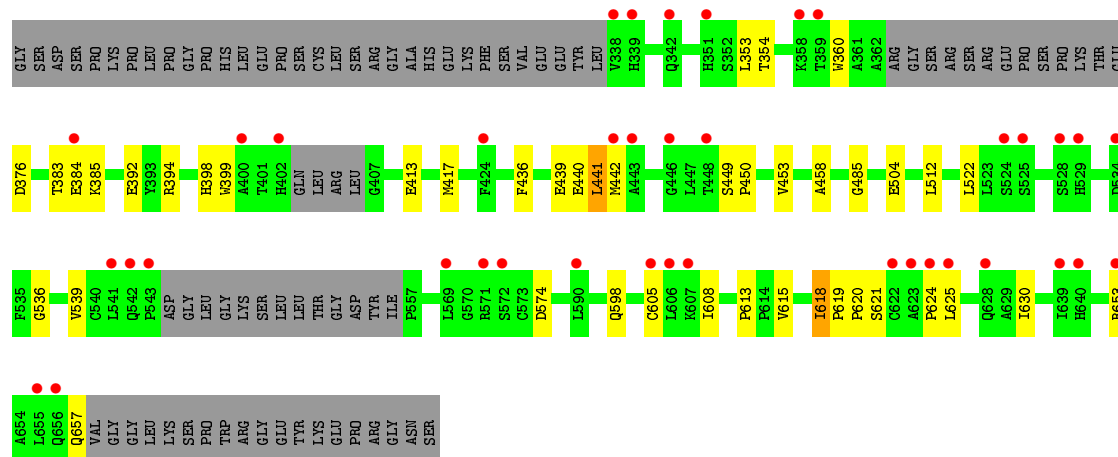 GLY SER ASP SER PRO LYS PRO LEU PRO GLY PRO HIS LEU GLU PRO SER CYS LEU SER ARG GLY ALA HIS GLU LYS PHE SER VAL GLU GLU TYR LEU V338 H339 Q342 H351 S352 L353 T354 K358 T359 W360 A361 A362 ARG GLY SER ARG SER ARG GLU PRO SER PRO LYS THR GLU
D376 T383 E384 K385 E392 Y393 R394 H398 W399 A400 T401 H402 GLN LEU ARG LEU G407 E413 M417 F424 F436 E439 E440 L441 M442 A443 G446 L447 T448 S449 P450 V453 A458 G485 E504 L512 L522 L523 S524 S525 S528 H529 D534
F535 G536 V539 C540 L541 Q542 P543 ASP GLY LEU GLY LYS SER LEU LEU THR GLY ASP TYR ILE P557 L569 G570 R571 S572 C573 D574 L590 Q598 C605 L606 K607 I608 P613 P614 V615 I618 P619 P620 S621 C622 A623 P624 L625 Q628 A629 I630 I639 H640 R653
A654 L655 Q656 Q657 VAL GLY GLY LEU LYS SER PRO TRP ARG GLY GLU TYR LYS GLU PRO ARG GLY ASN SER